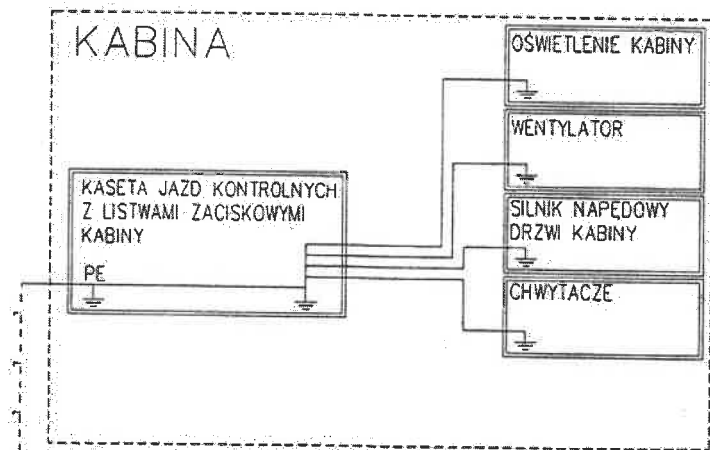 KABINA
OŚWIETLENIE KABINY
WENTYLATOR
KASETA JAZD KONTROLNYCH
Z LISTWAMI ZACISKOWYMI
KABINY
SILNIK NAPĘDOWY
DRZWI KABINY
PE
CHWYTACZE